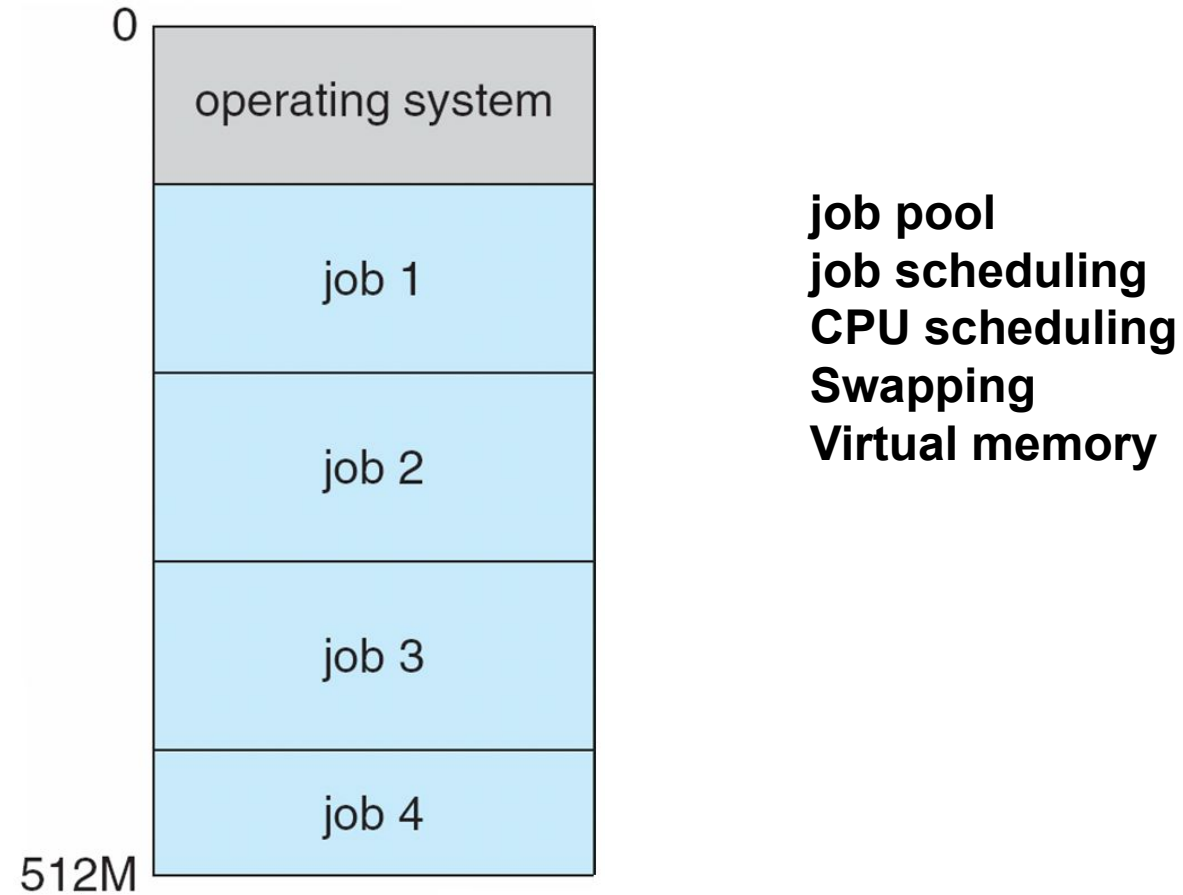 0
operating system
job 1
job 2
job 3
job 4
512M
job pool
job scheduling
CPU scheduling
Swapping
Virtual memory